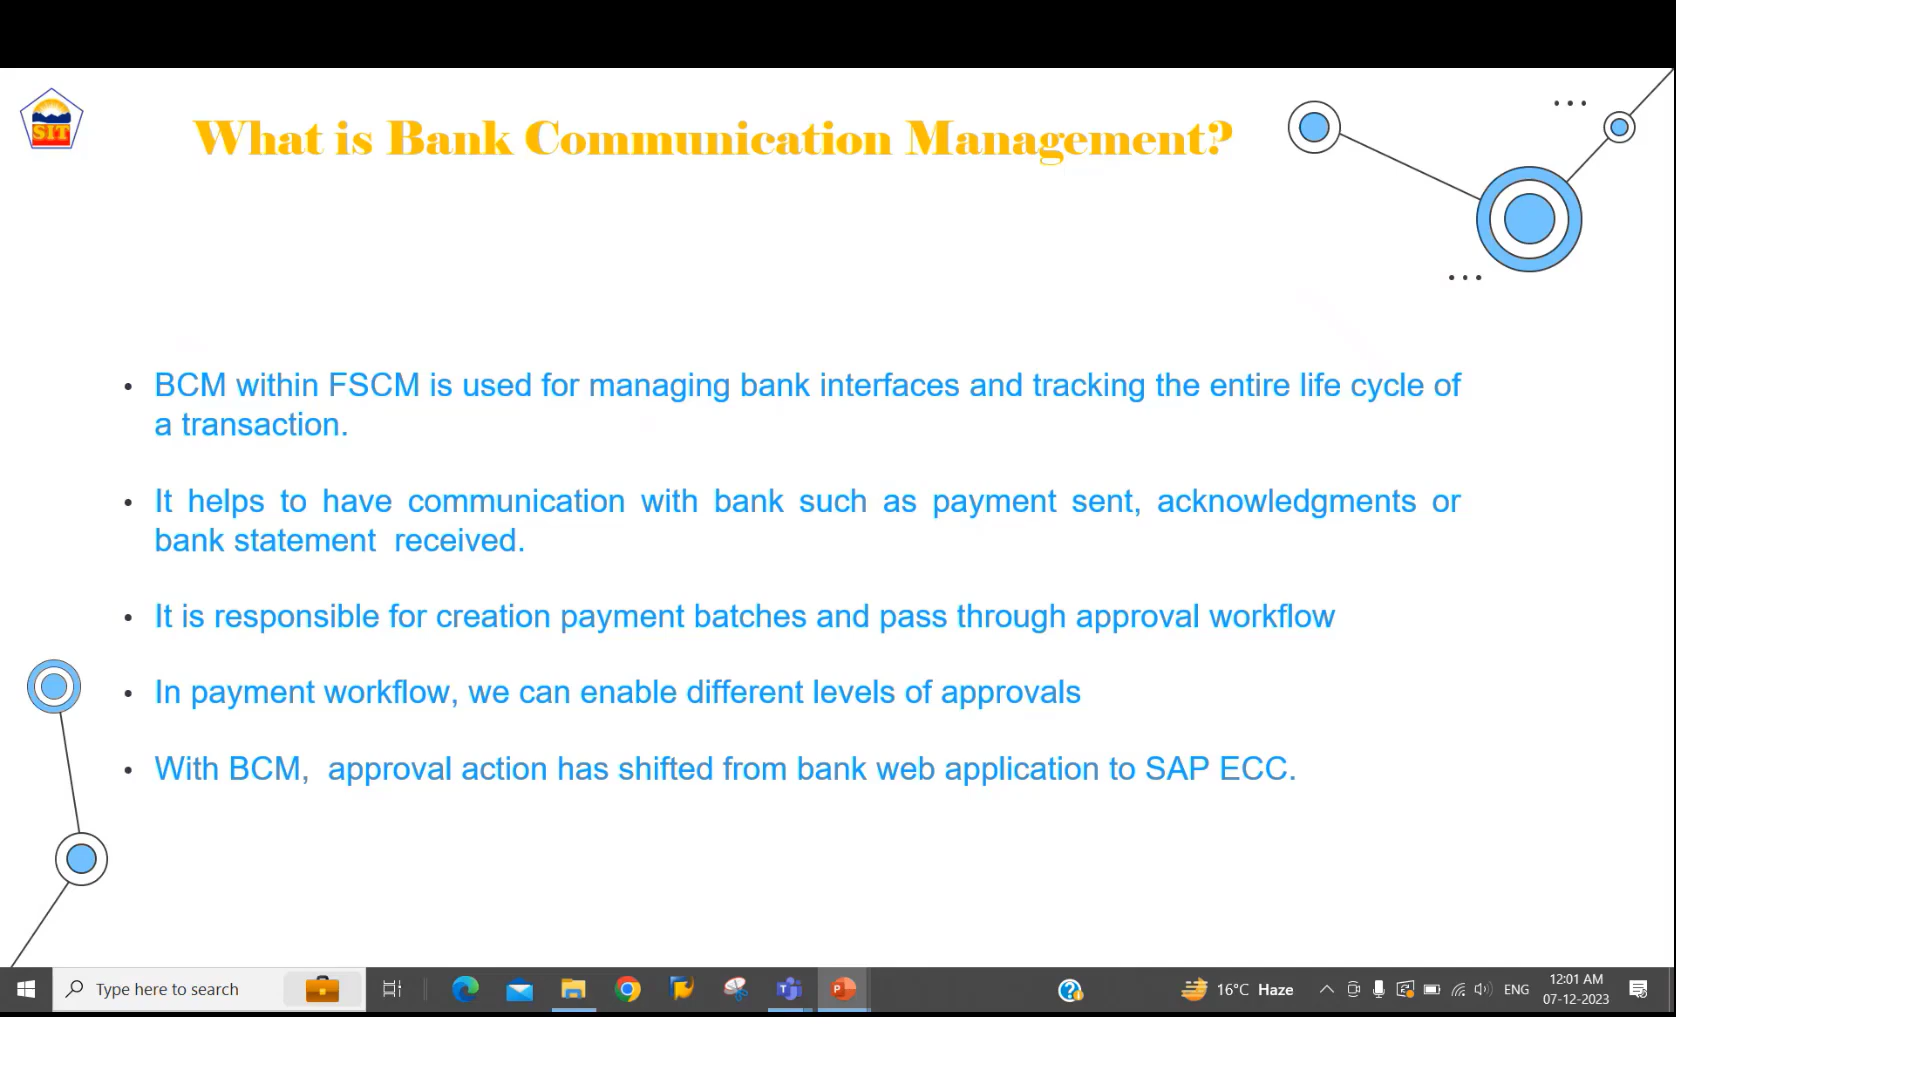 SIT
What is Bank Communication Management?
• BCM within FSCM is used for managing bank interfaces and tracking the entire life cycle of
a transaction.
• It helps to have communication with bank such as payment sent, acknowledgments or
bank statement received.
• It is responsible for creation payment batches and pass through approval workflow
• In payment workflow, we can enable different levels of approvals
• With BCM, approval action has shifted from bank web application to SAP ECC.
Type here to search
16°C Haze
ENG
12:01 AM
07-12-2023